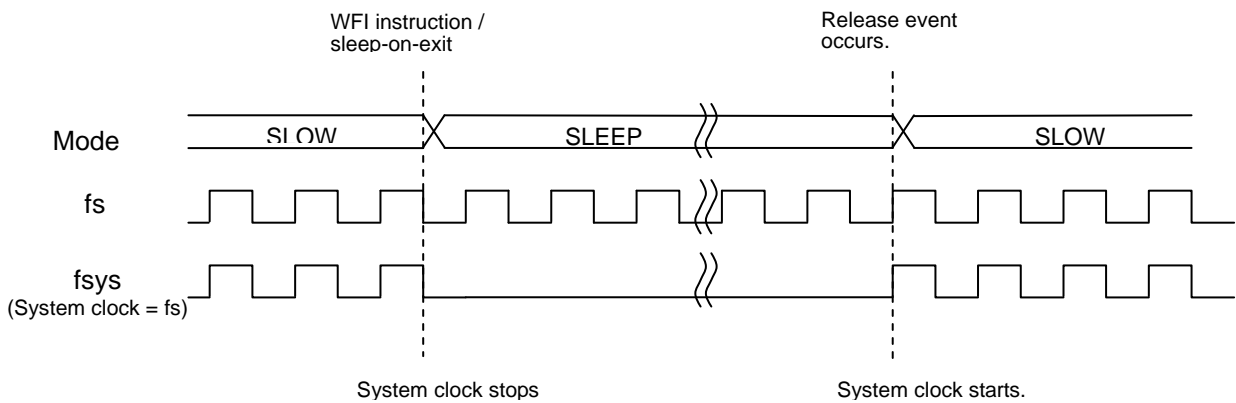 WFI instruction /
sleep-on-exit
Release event
occurs.
Mode
SLOW
SLEEP
SLOW
fs
fsys
(System clock = fs)
System clock stops
System clock starts.